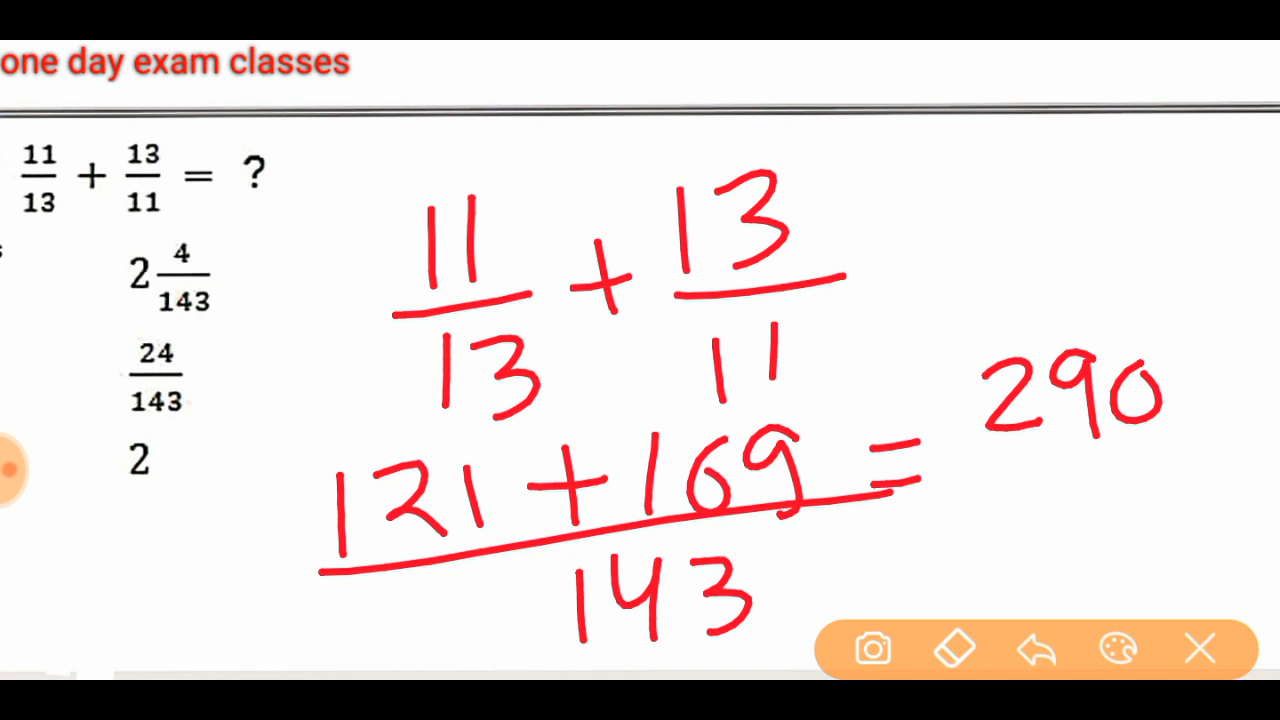 one day exam classes
11/13 + 13/11 = ?
2 4/143
24/143
2
11/13 + 13/11
121 + 169 / 143 = 290